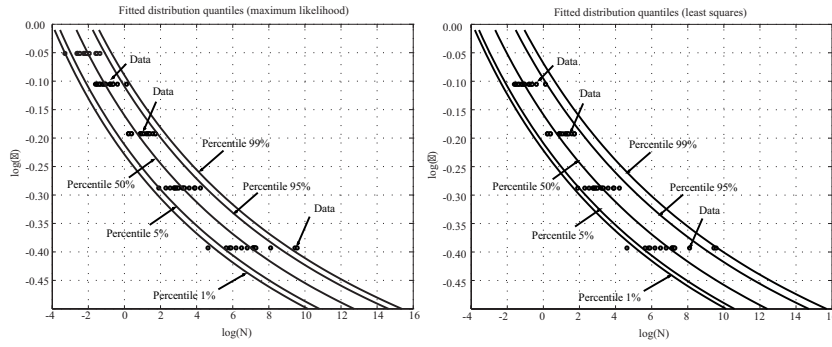 Fitted distribution quantiles (maximum likelihood)
0.00
-0.05
-0.10
-0.15
-0.20
-0.25
-0.30
-0.35
-0.40
-0.45
log(�)
Data
Data
Percentile 99%
Percentile 50%
Percentile 95%
Percentile 5%
Data
Percentile 1%
-4 -2 0 2 4 6 8 10 12 14 16
log(N)
Fitted distribution quantiles (least squares)
0.00
-0.05
-0.10
-0.15
-0.20
-0.25
-0.30
-0.35
-0.40
-0.45
log(�)
Data
Data
Percentile 99%
Percentile 50%
Percentile 95%
Data
Percentile 5%
Percentile 1%
-4 -2 0 2 4 6 8 10 12 14 16
log(N)